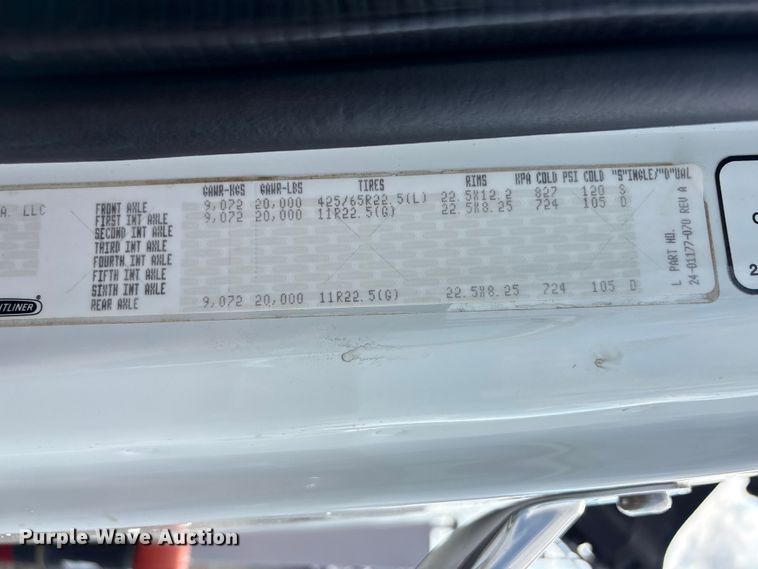 GAWR-KGS GAWR-LBS TIRES RIMS KPA COLD PSI COLD "S"INGLE/"D"UAL
A. LLC FRONT AXLE 9,072 20,000 425/65R22.5(L) 22.5X12.2 827 120 S
FIRST INT AXLE 9,072 20,000 11R22.5(G) 22.5X8.25 724 105 D
SECOND INT AXLE
THIRD INT AXLE
FOURTH INT AXLE
FIFTH INT AXLE
SIXTH INT AXLE
REAR AXLE 9,072 20,000 11R22.5(G) 22.5X8.25 724 105 D
L PART NO.
24-01177-070 REV A
HTLINER®
2
Purple Wave Auction